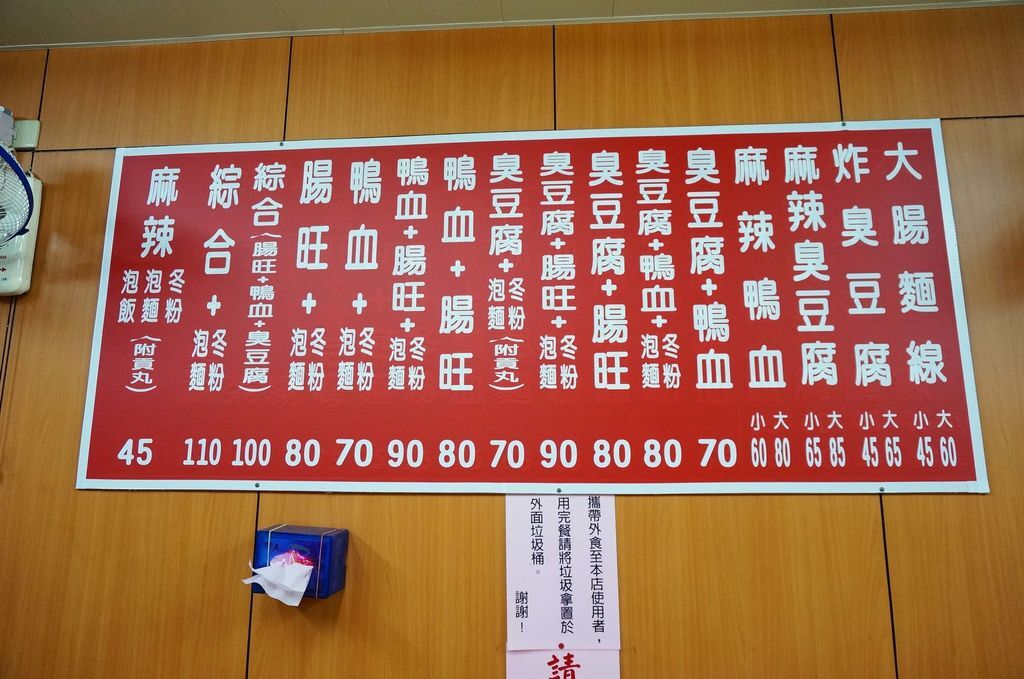 大腸麵線 小45 大60
炸臭豆腐 小45 大65
麻辣臭豆腐 小65 大85
麻辣鴨血 小60 大80
臭豆腐+鴨血 70
臭豆腐+鴨血+冬粉 泡麵 80
臭豆腐+腸旺 80
臭豆腐+腸旺+冬粉 泡麵 90
臭豆腐+冬粉 泡麵(附貢丸) 70
鴨血+腸旺 80
鴨血+腸旺+冬粉 泡麵 90
鴨血+冬粉 泡麵 70
腸旺+冬粉 泡麵 80
綜合(腸旺+鴨血+臭豆腐) 100
綜合+冬粉 泡麵 110
麻辣 冬粉 泡麵 泡飯(附貢丸) 45
攜帶外食至本店使用者,
用完餐請將垃圾拿置於
外面垃圾桶。 謝謝!
請